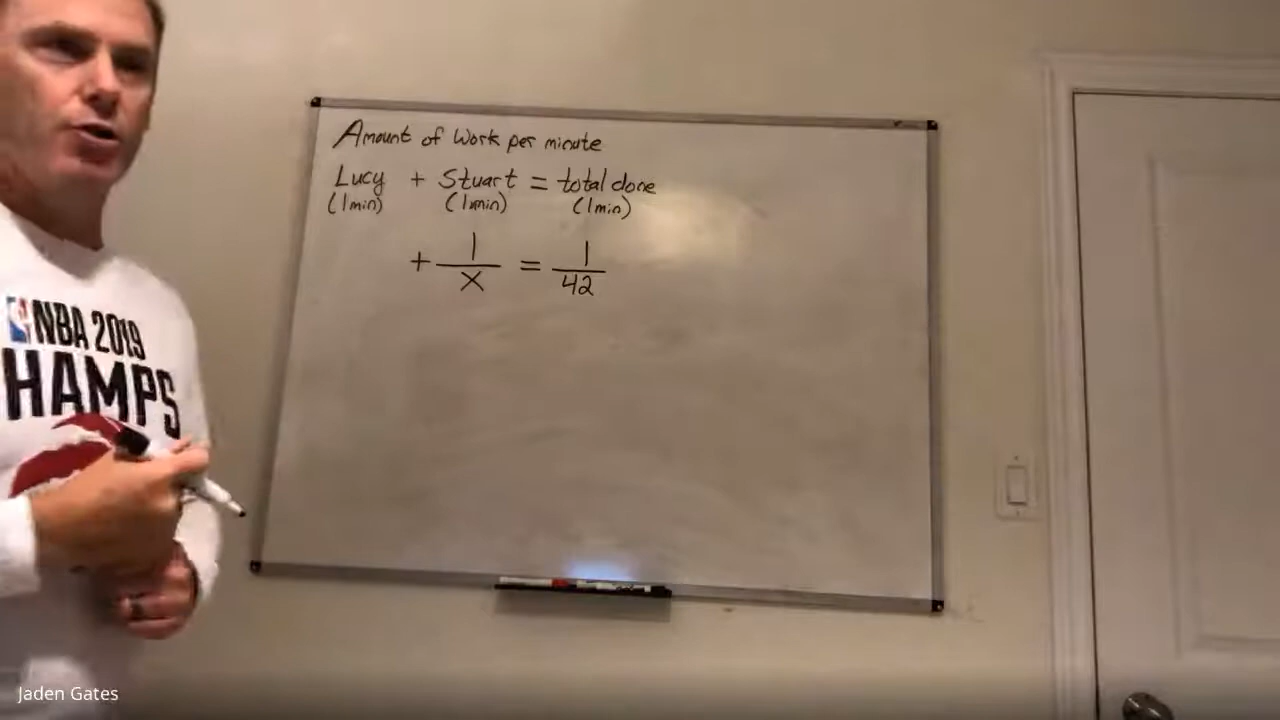 Amount of Work per minute
Lucy + Stuart = total done
(1min) (1min) (1min)
+ 1/x = 1/42
NBA 2019
HAMPS
Jaden Gates